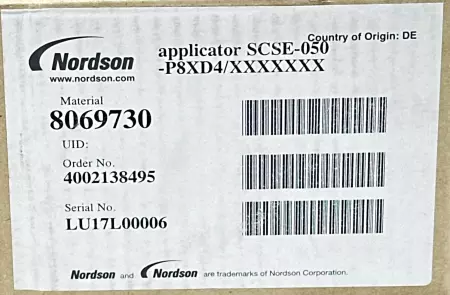 Nordson
www.nordson.com
Country of Origin: DE
applicator SCSE-050
-P8XD4/XXXXXXX
Material
8069730
UID:
Order No.
4002138495
Serial No.
LU17L00006
Nordson and Nordson are trademarks of Nordson Corporation.